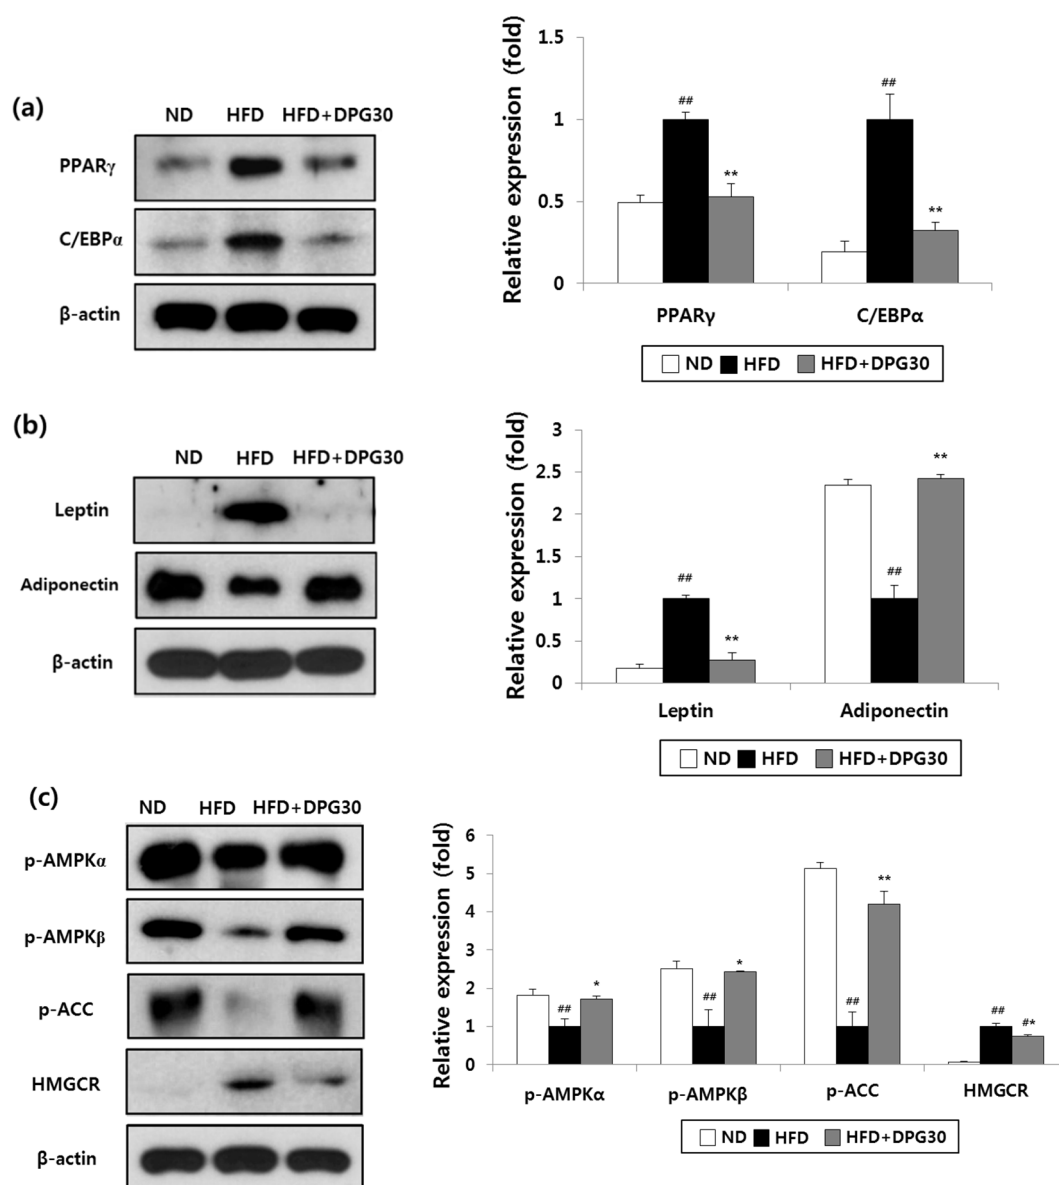 (a)
ND HFD HFD+DPG30
PPARγ
C/EBPα
β-actin
Relative expression (fold)
1.5
1
0.5
0
##
**
##
**
PPARγ C/EBPα
ND HFD HFD+DPG30
(b)
ND HFD HFD+DPG30
Leptin
Adiponectin
β-actin
Relative expression (fold)
3
2.5
2
1.5
1
0.5
0
##
**
##
**
Leptin Adiponectin
ND HFD HFD+DPG30
(c)
ND HFD HFD+DPG30
p-AMPKα
p-AMPKβ
p-ACC
HMGCR
β-actin
Relative expression (fold)
6
5
4
3
2
1
0
##
*
##
*
##
**
##
#*
p-AMPKα p-AMPKβ p-ACC HMGCR
ND HFD HFD+DPG30